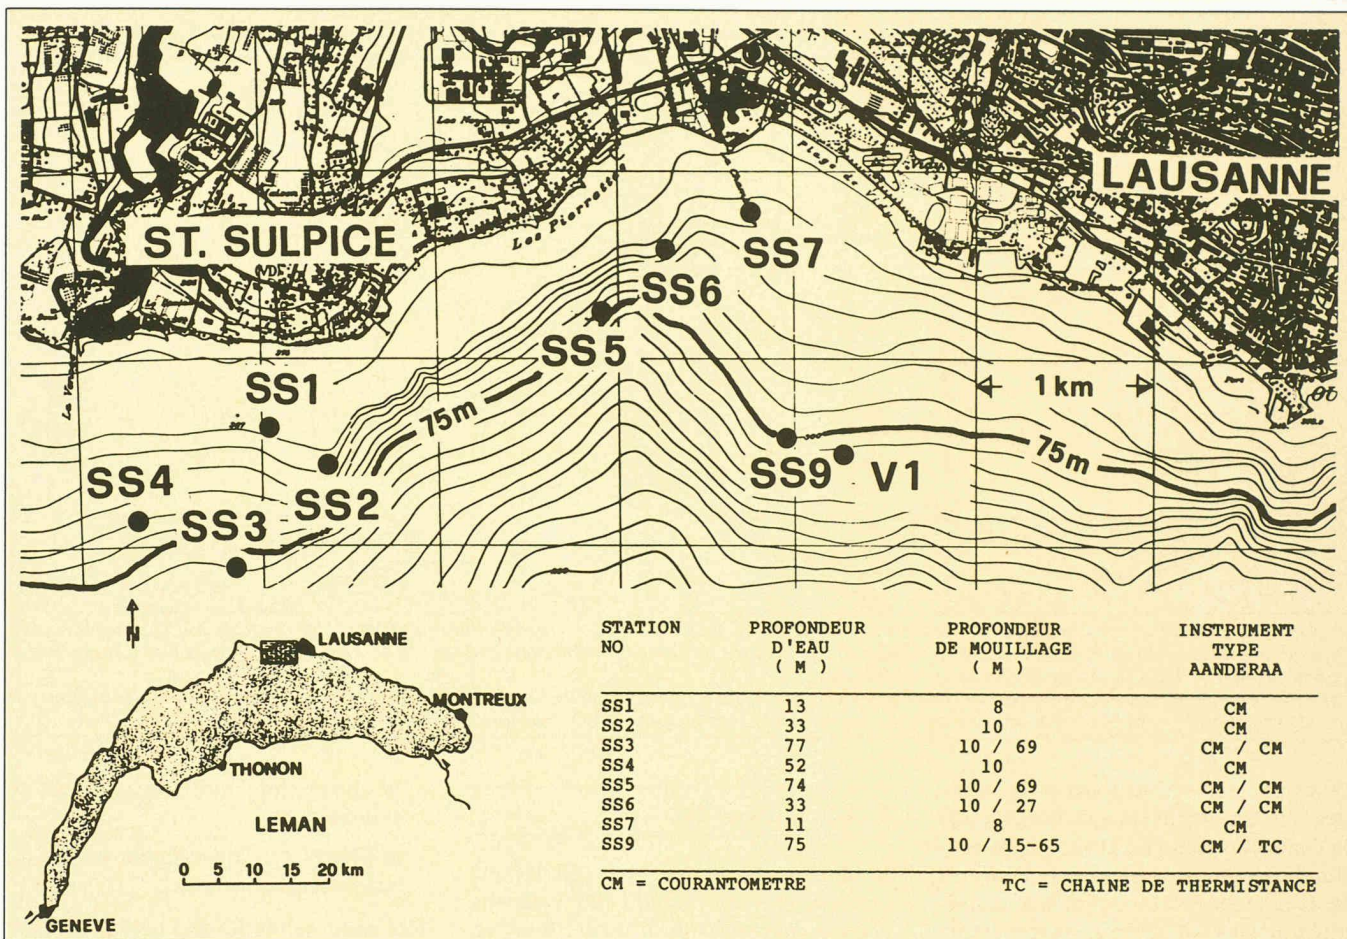 LAUSANNE
ST. SULPICE
Les Pierrettes
Plage de Vidy
SS7
SS6
SS5
SS1
75m
1 km
SS4
SS2
SS3
SS9
V1
75m
N
LAUSANNE
MONTREUX
THONON
LEMAN
0 5 10 15 20 km
GENEVE
STATION NO PROFONDEUR D'EAU ( M ) PROFONDEUR DE MOUILLAGE ( M ) INSTRUMENT TYPE AANDERAA
SS1 13 8 CM
SS2 33 10 CM
SS3 77 10 / 69 CM / CM
SS4 52 10 CM
SS5 74 10 / 69 CM / CM
SS6 33 10 / 27 CM / CM
SS7 11 8 CM
SS9 75 10 / 15-65 CM / TC
CM = COURANTOMETRE TC = CHAINE DE THERMISTANCE